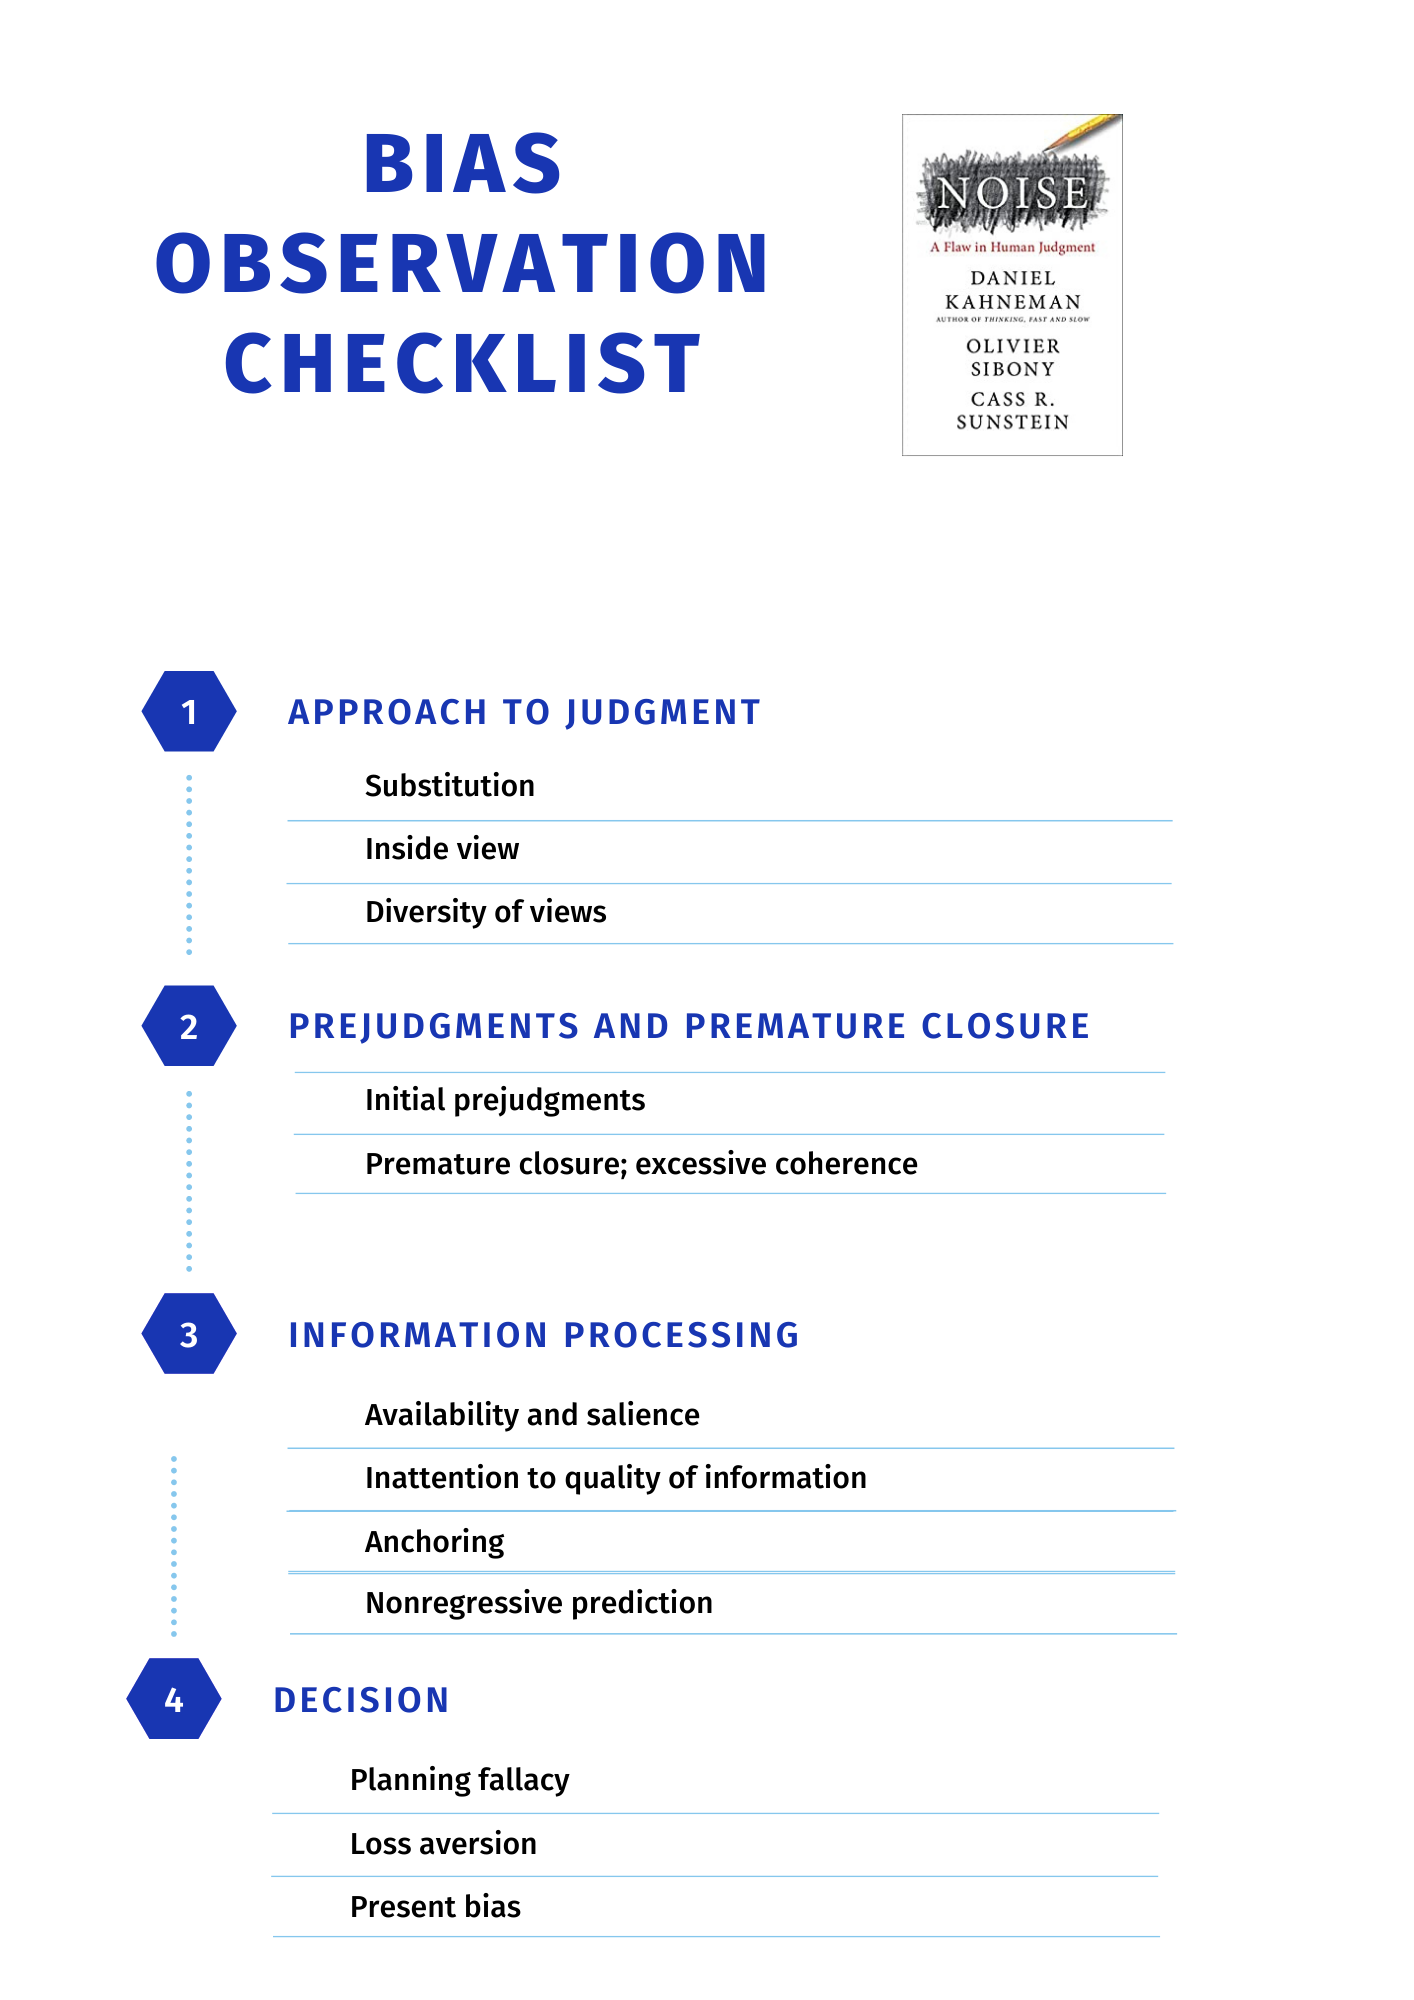 BIAS
OBSERVATION
CHECKLIST
NOISE
A Flaw in Human Judgment
DANIEL
KAHNEMAN
AUTHOR OF THINKING, FAST AND SLOW
OLIVIER
SIBONY
CASS R.
SUNSTEIN
1
APPROACH TO JUDGMENT
Substitution
Inside view
Diversity of views
2
PREJUDGMENTS AND PREMATURE CLOSURE
Initial prejudgments
Premature closure; excessive coherence
3
INFORMATION PROCESSING
Availability and salience
Inattention to quality of information
Anchoring
Nonregressive prediction
4
DECISION
Planning fallacy
Loss aversion
Present bias